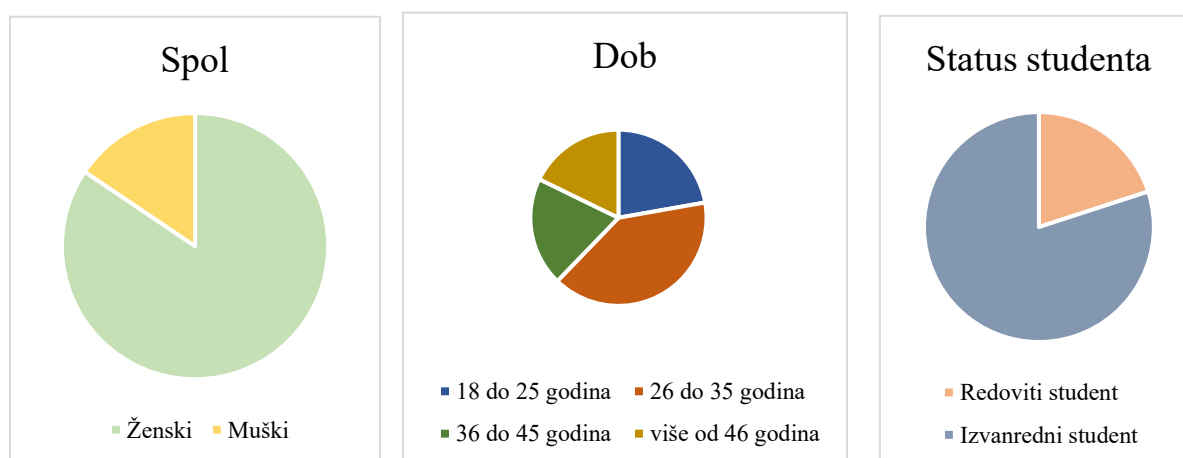 Spol
Ženski Muški
Dob
18 do 25 godina 26 do 35 godina
36 do 45 godina više od 46 godina
Status studenta
Redoviti student
Izvanredni student